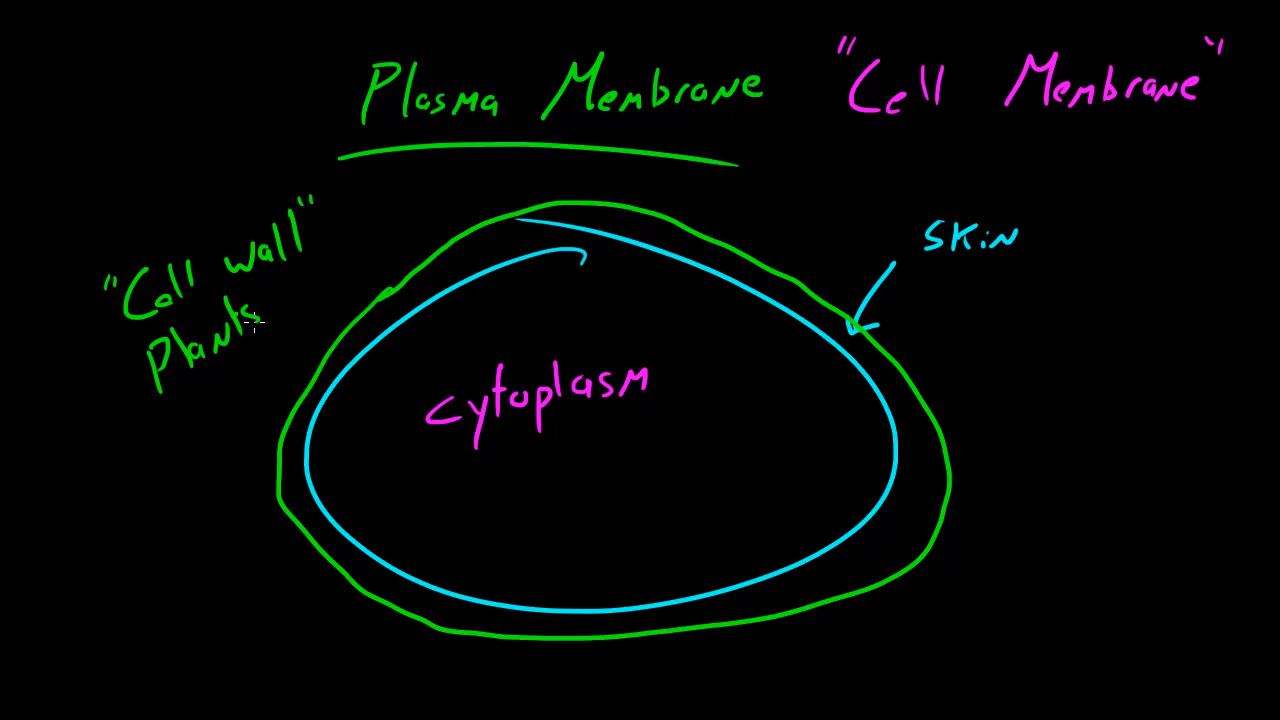 Plasma Membrane "Cell Membrane"
"Cell wall"
Plants
skin
cytoplasm